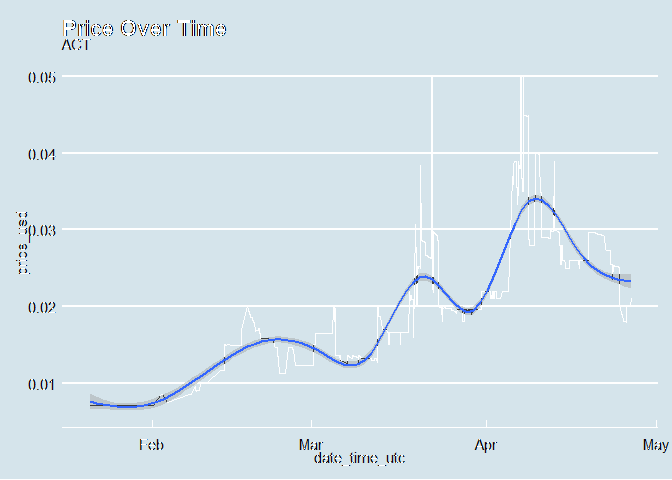 Price Over Time
ACT
0.05
0.04
0.03
0.02
0.01
price_usd
Feb
Mar
Apr
May
date_time_utc